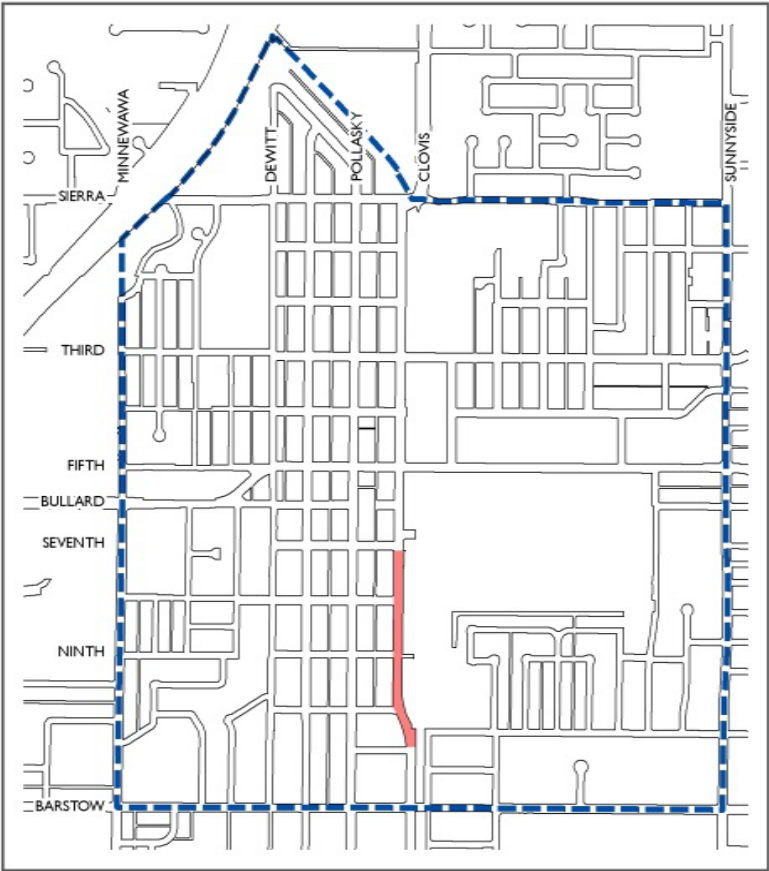 MINNEWAWA
DEWITT
POLLASKY
CLOVIS
SUNNYSIDE
SIERRA
THIRD
FIFTH
BULLARD
SEVENTH
NINTH
BARSTOW